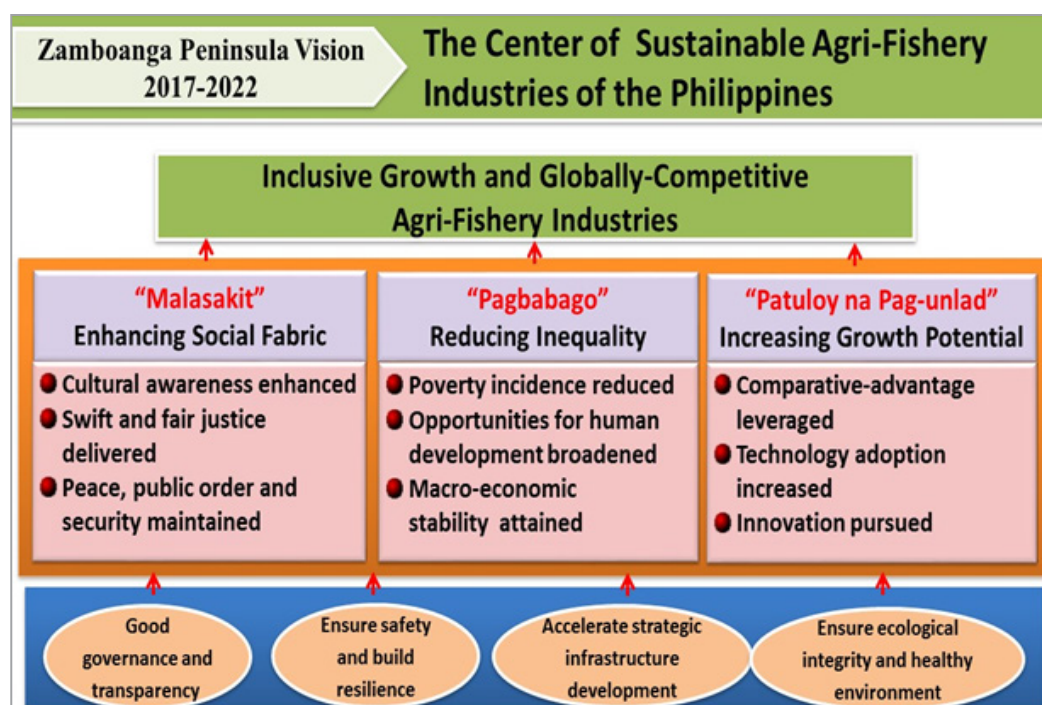 Zamboanga Peninsula Vision
2017-2022
The Center of Sustainable Agri-Fishery
Industries of the Philippines
Inclusive Growth and Globally-Competitive
Agri-Fishery Industries
“Malasakit”
Enhancing Social Fabric
Cultural awareness enhanced
Swift and fair justice
delivered
Peace, public order and
security maintained
“Pagbabago”
Reducing Inequality
Poverty incidence reduced
Opportunities for human
development broadened
Macro-economic
stability attained
“Patuloy na Pag-unlad”
Increasing Growth Potential
Comparative-advantage
leveraged
Technology adoption
increased
Innovation pursued
Good
governance and
transparency
Ensure safety
and build
resilience
Accelerate strategic
infrastructure
development
Ensure ecological
integrity and healthy
environment